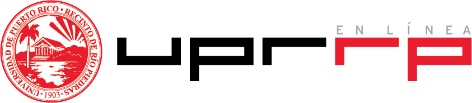 UNIVERSIDAD DE PUERTO RICO • RECINTO DE RÍO PIEDRAS
• 1903 •
EN LÍNEA
uprrp